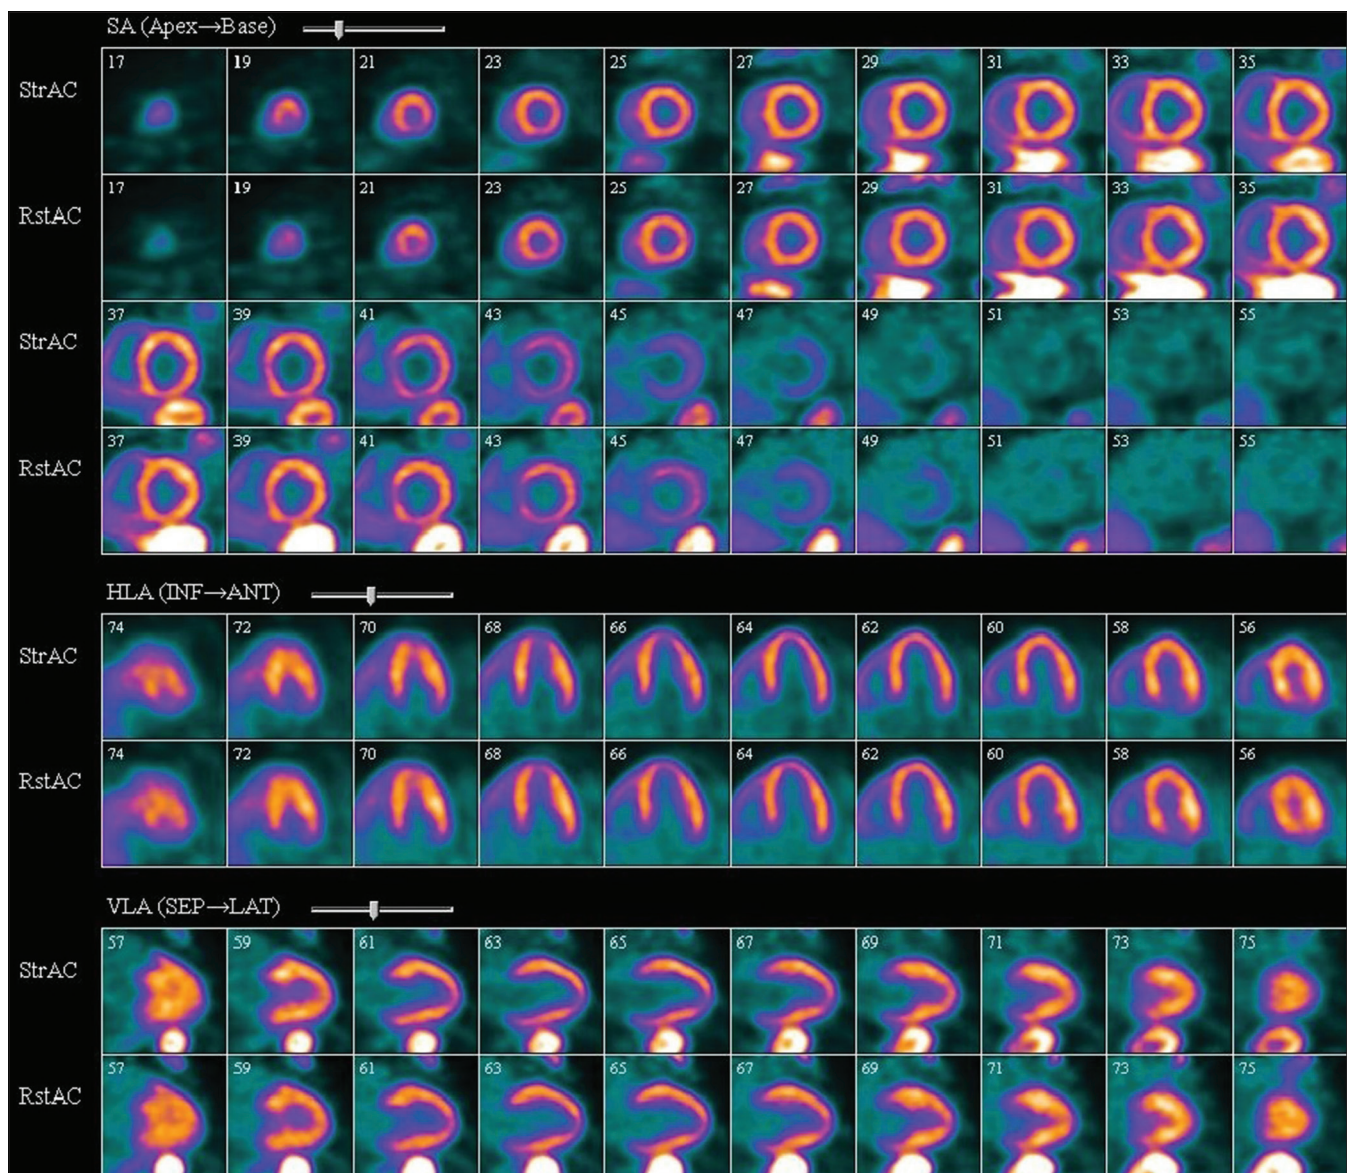 SA (Apex→Base)
StrAC
17 19 21 23 25 27 29 31 33 35
RstAC
17 19 21 23 25 27 29 31 33 35
StrAC
37 39 41 43 45 47 49 51 53 55
RstAC
37 39 41 43 45 47 49 51 53 55
HLA (INF→ANT)
StrAC
74 72 70 68 66 64 62 60 58 56
RstAC
74 72 70 68 66 64 62 60 58 56
VLA (SEP→LAT)
StrAC
57 59 61 63 65 67 69 71 73 75
RstAC
57 59 61 63 65 67 69 71 73 75